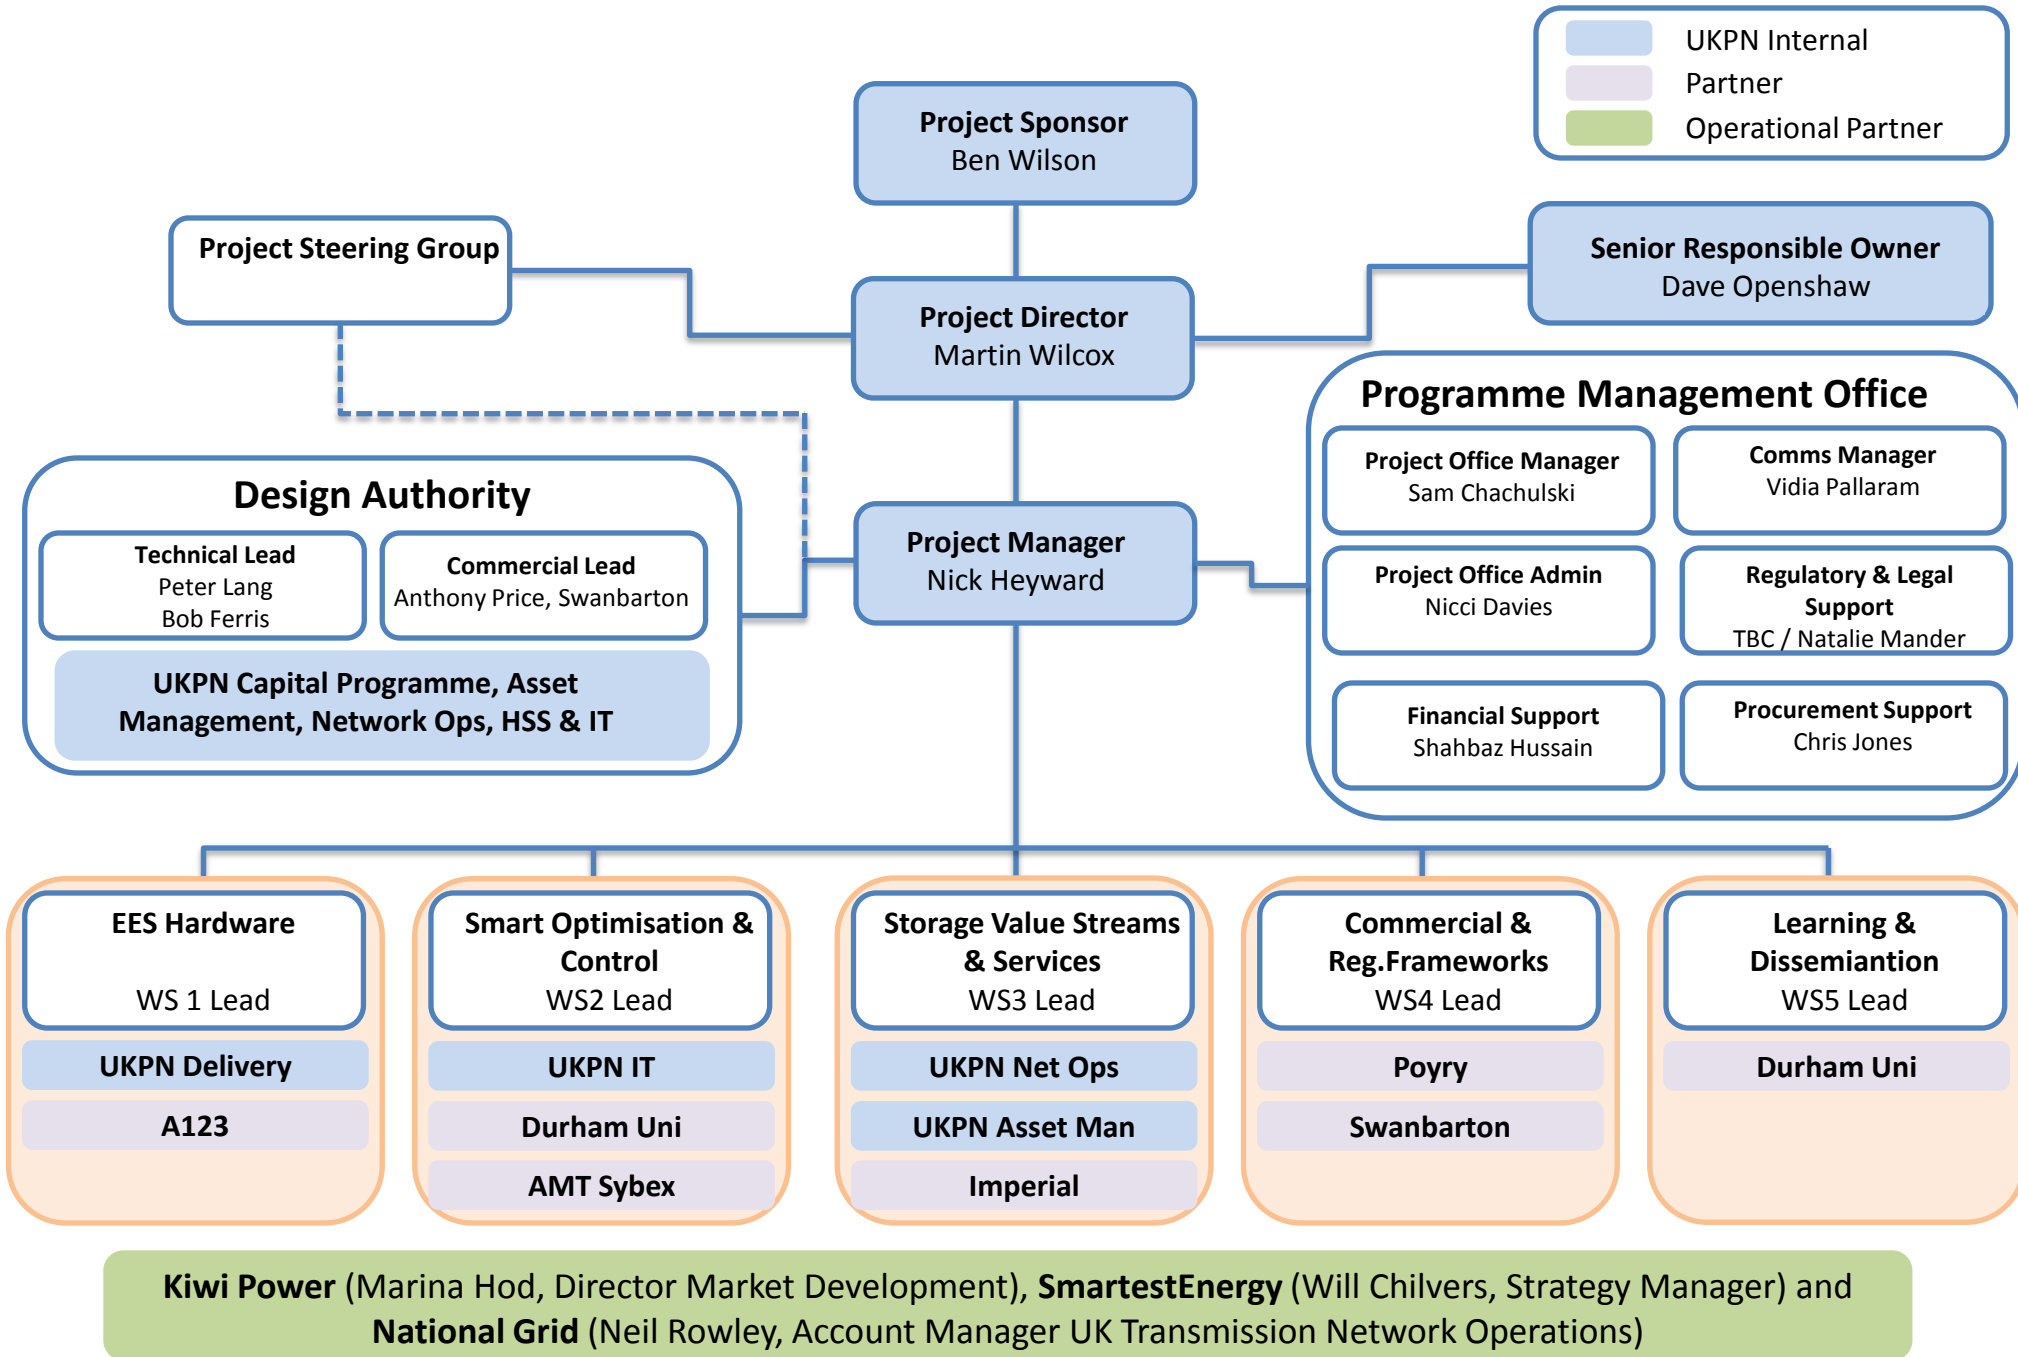 UKPN Internal
Partner
Operational Partner
Project Sponsor
Ben Wilson
Project Steering Group
Senior Responsible Owner
Dave Openshaw
Project Director
Martin Wilcox
Programme Management Office
Project Office Manager
Sam Chachulski
Comms Manager
Vidia Pallaram
Project Office Admin
Nicci Davies
Regulatory & Legal
Support
TBC / Natalie Mander
Financial Support
Shahbaz Hussain
Procurement Support
Chris Jones
Design Authority
Technical Lead
Peter Lang
Bob Ferris
Commercial Lead
Anthony Price, Swanbarton
UKPN Capital Programme, Asset
Management, Network Ops, HSS & IT
Project Manager
Nick Heyward
EES Hardware
WS 1 Lead
UKPN Delivery
A123
Smart Optimisation &
Control
WS2 Lead
UKPN IT
Durham Uni
AMT Sybex
Storage Value Streams
& Services
WS3 Lead
UKPN Net Ops
UKPN Asset Man
Imperial
Commercial &
Reg.Frameworks
WS4 Lead
Poyry
Swanbarton
Learning &
Dissemiantion
WS5 Lead
Durham Uni
Kiwi Power (Marina Hod, Director Market Development), SmartestEnergy (Will Chilvers, Strategy Manager) and
National Grid (Neil Rowley, Account Manager UK Transmission Network Operations)